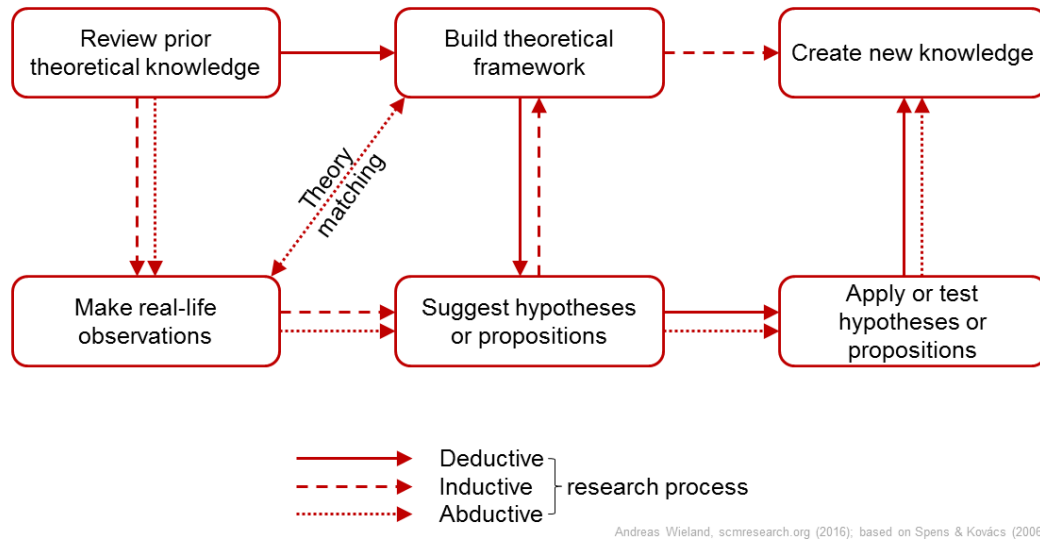 Review prior
theoretical knowledge
Build theoretical
framework
Create new knowledge
Theory
matching
Make real-life
observations
Suggest hypotheses
or propositions
Apply or test
hypotheses or
propositions
Deductive
Inductive
Abductive
research process
Andreas Wieland, scmresearch.org (2016); based on Spens & Kovács (2006